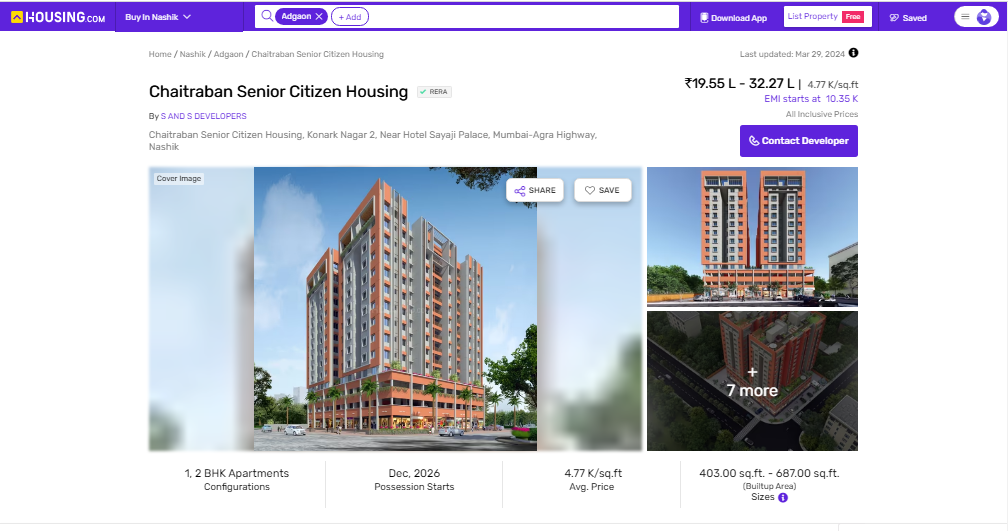 HOUSING.COM
Buy In Nashik
Adgaon
+ Add
Download App
List Property Free
Saved
Home / Nashik / Adgaon / Chaitraban Senior Citizen Housing
Last updated: Mar 29, 2024
Chaitraban Senior Citizen Housing
RERA
₹19.55 L - 32.27 L | 4.77 K/sq.ft
EMI starts at 10.35 K
By S AND S DEVELOPERS
All Inclusive Prices
Chaitraban Senior Citizen Housing, Konark Nagar 2, Near Hotel Sayaji Palace, Mumbai-Agra Highway,
Nashik
Contact Developer
Cover Image
SHARE
SAVE
+
7 more
1, 2 BHK Apartments
Configurations
Dec, 2026
Possession Starts
4.77 K/sq.ft
Avg. Price
403.00 sq.ft. - 687.00 sq.ft.
(Builtup Area)
Sizes